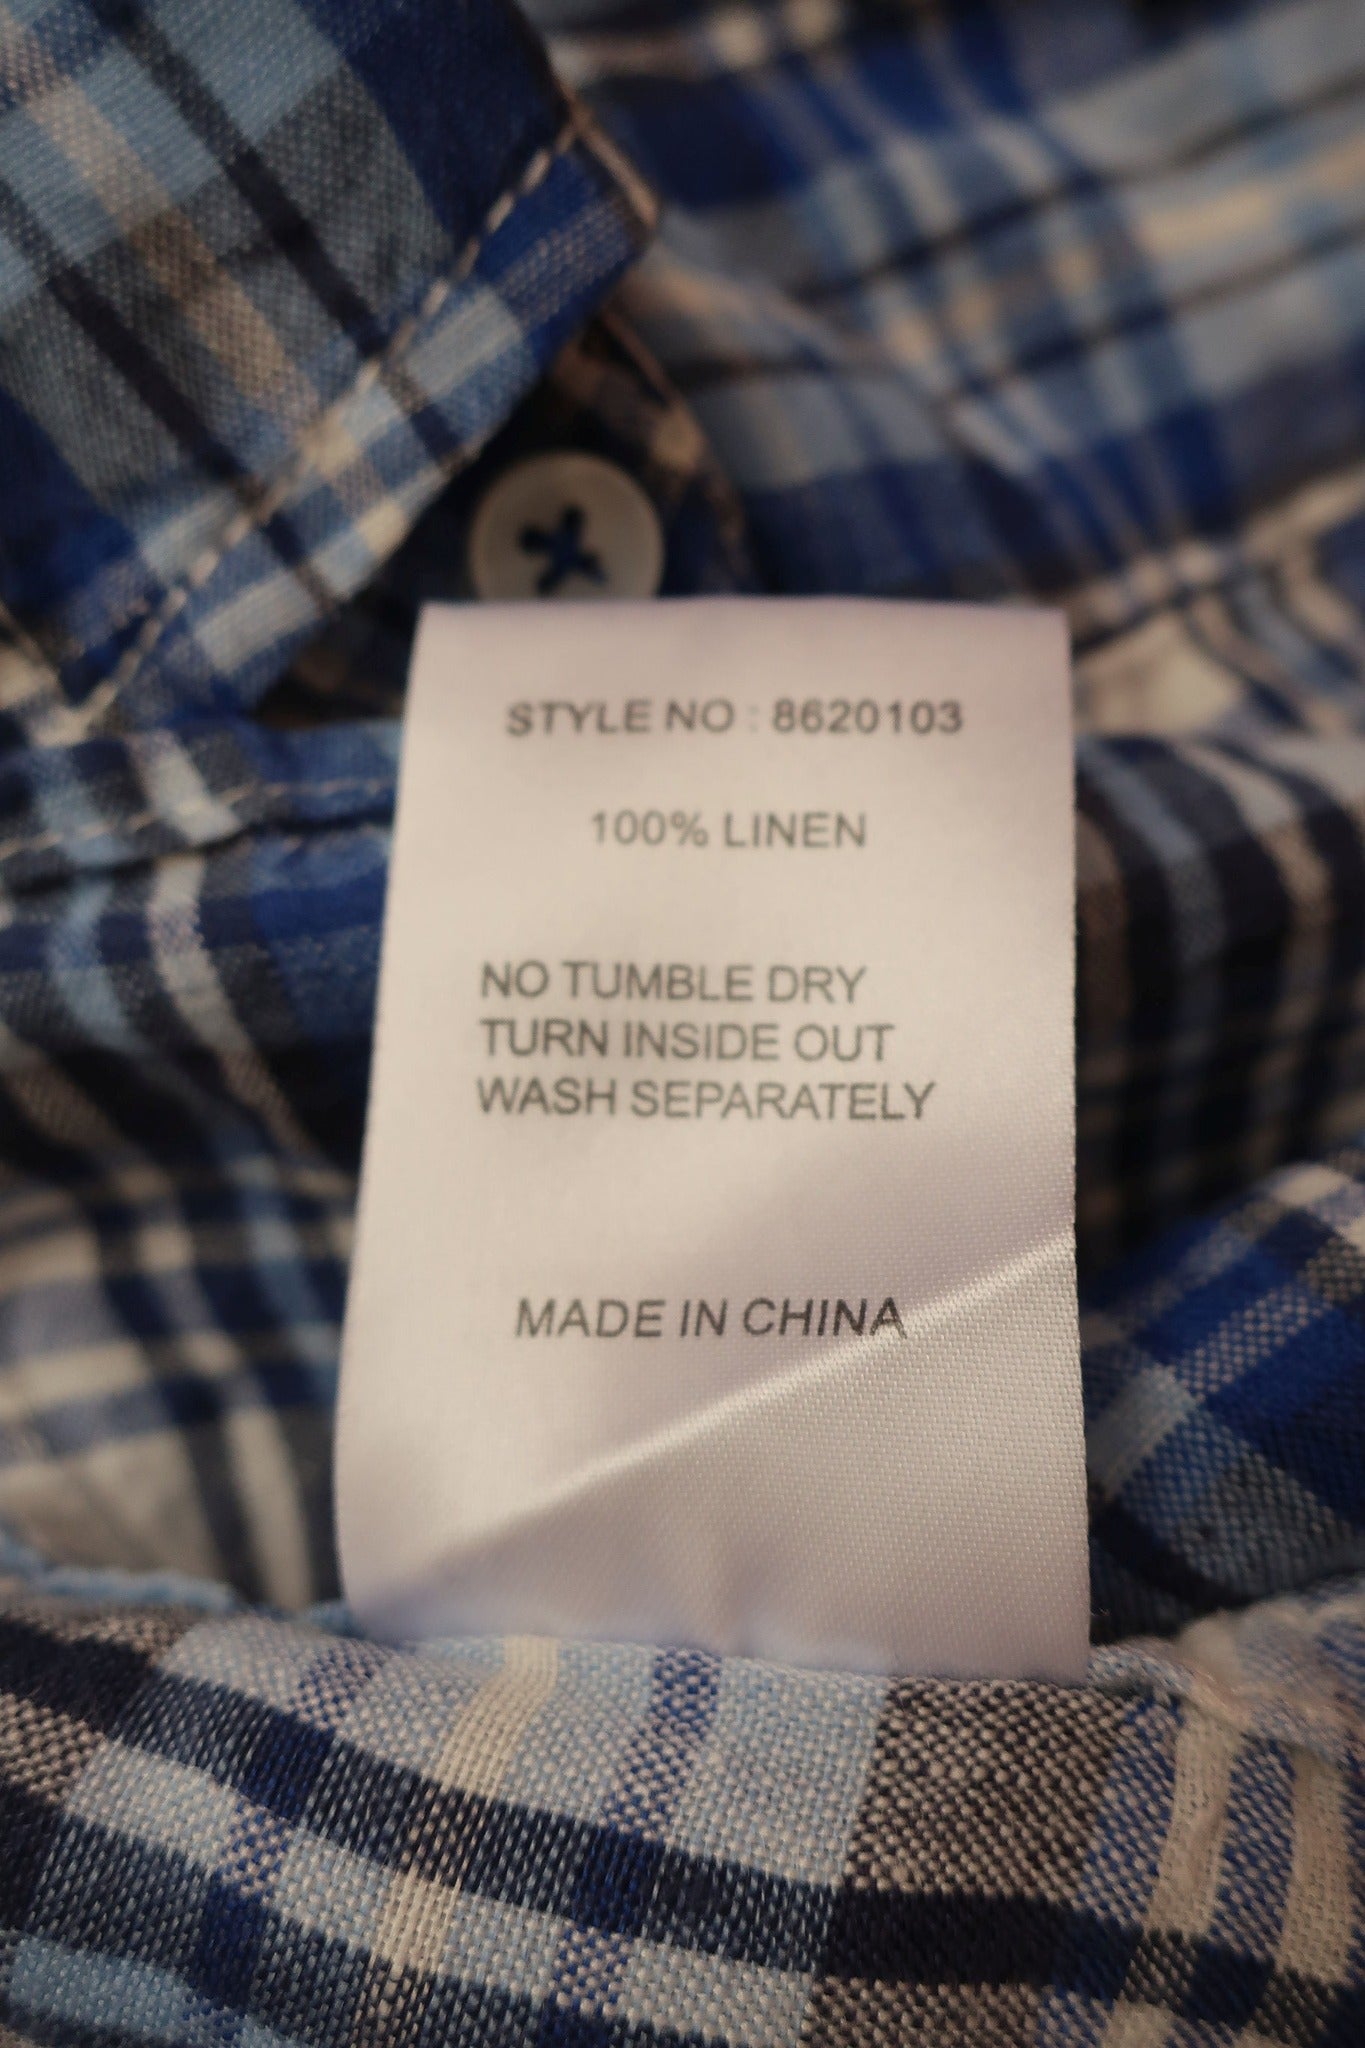 STYLE NO : 8620103
100% LINEN
NO TUMBLE DRY
TURN INSIDE OUT
WASH SEPARATELY
MADE IN CHINA